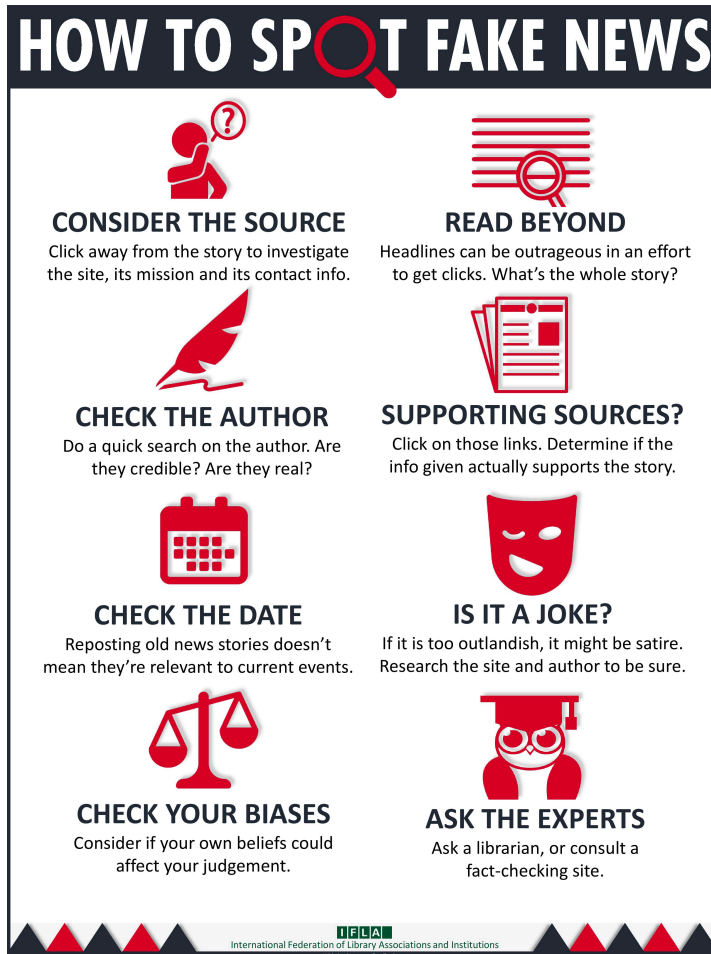 HOW TO SPOT FAKE NEWS
?
CONSIDER THE SOURCE
Click away from the story to investigate
the site, its mission and its contact info.
READ BEYOND
Headlines can be outrageous in an effort
to get clicks. What's the whole story?
CHECK THE AUTHOR
Do a quick search on the author. Are
they credible? Are they real?
SUPPORTING SOURCES?
Click on those links. Determine if the
info given actually supports the story.
CHECK THE DATE
Reposting old news stories doesn't
mean they're relevant to current events.
IS IT A JOKE?
If it is too outlandish, it might be satire.
Research the site and author to be sure.
CHECK YOUR BIASES
Consider if your own beliefs could
affect your judgement.
ASK THE EXPERTS
Ask a librarian, or consult a
fact-checking site.
IFLA
International Federation of Library Associations and Institutions